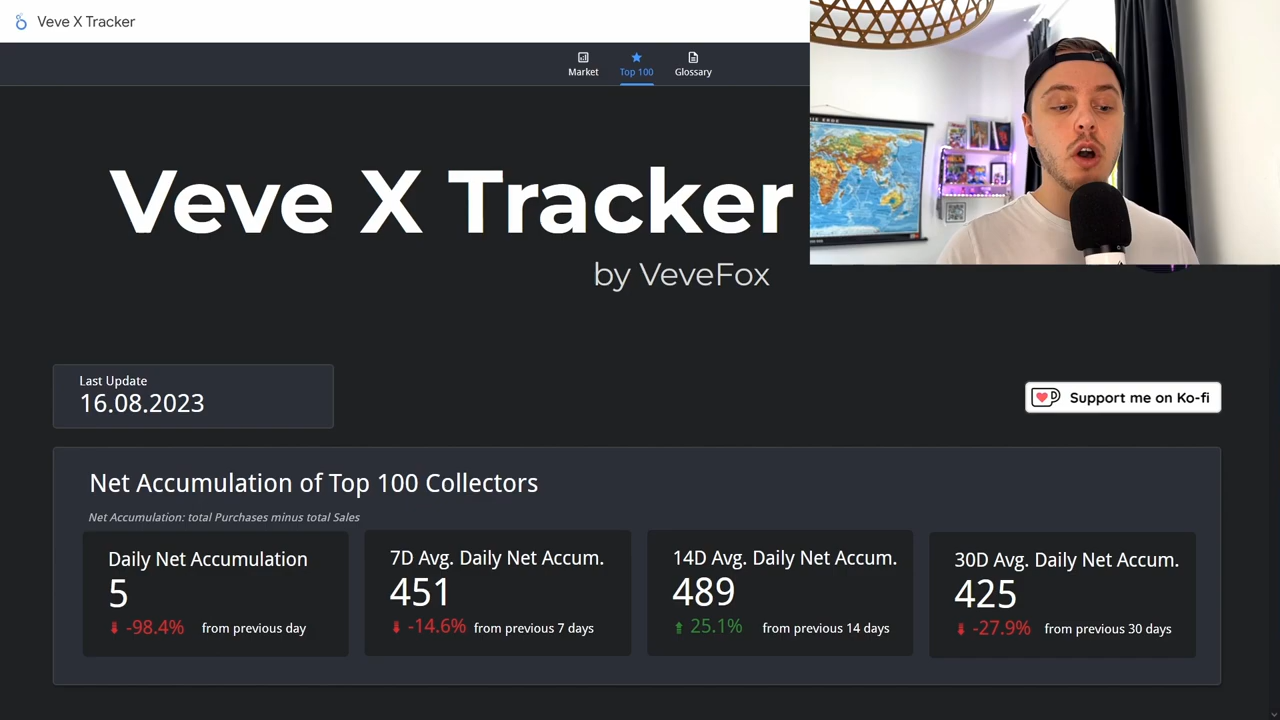 Veve X Tracker
Market
Top 100
Glossary
Veve X Tracker
by VeveFox
Last Update
16.08.2023
Support me on Ko-fi
Net Accumulation of Top 100 Collectors
Net Accumulation: total Purchases minus total Sales
Daily Net Accumulation
5
-98.4% from previous day
7D Avg. Daily Net Accum.
451
-14.6% from previous 7 days
14D Avg. Daily Net Accum.
489
25.1% from previous 14 days
30D Avg. Daily Net Accum.
425
-27.9% from previous 30 days